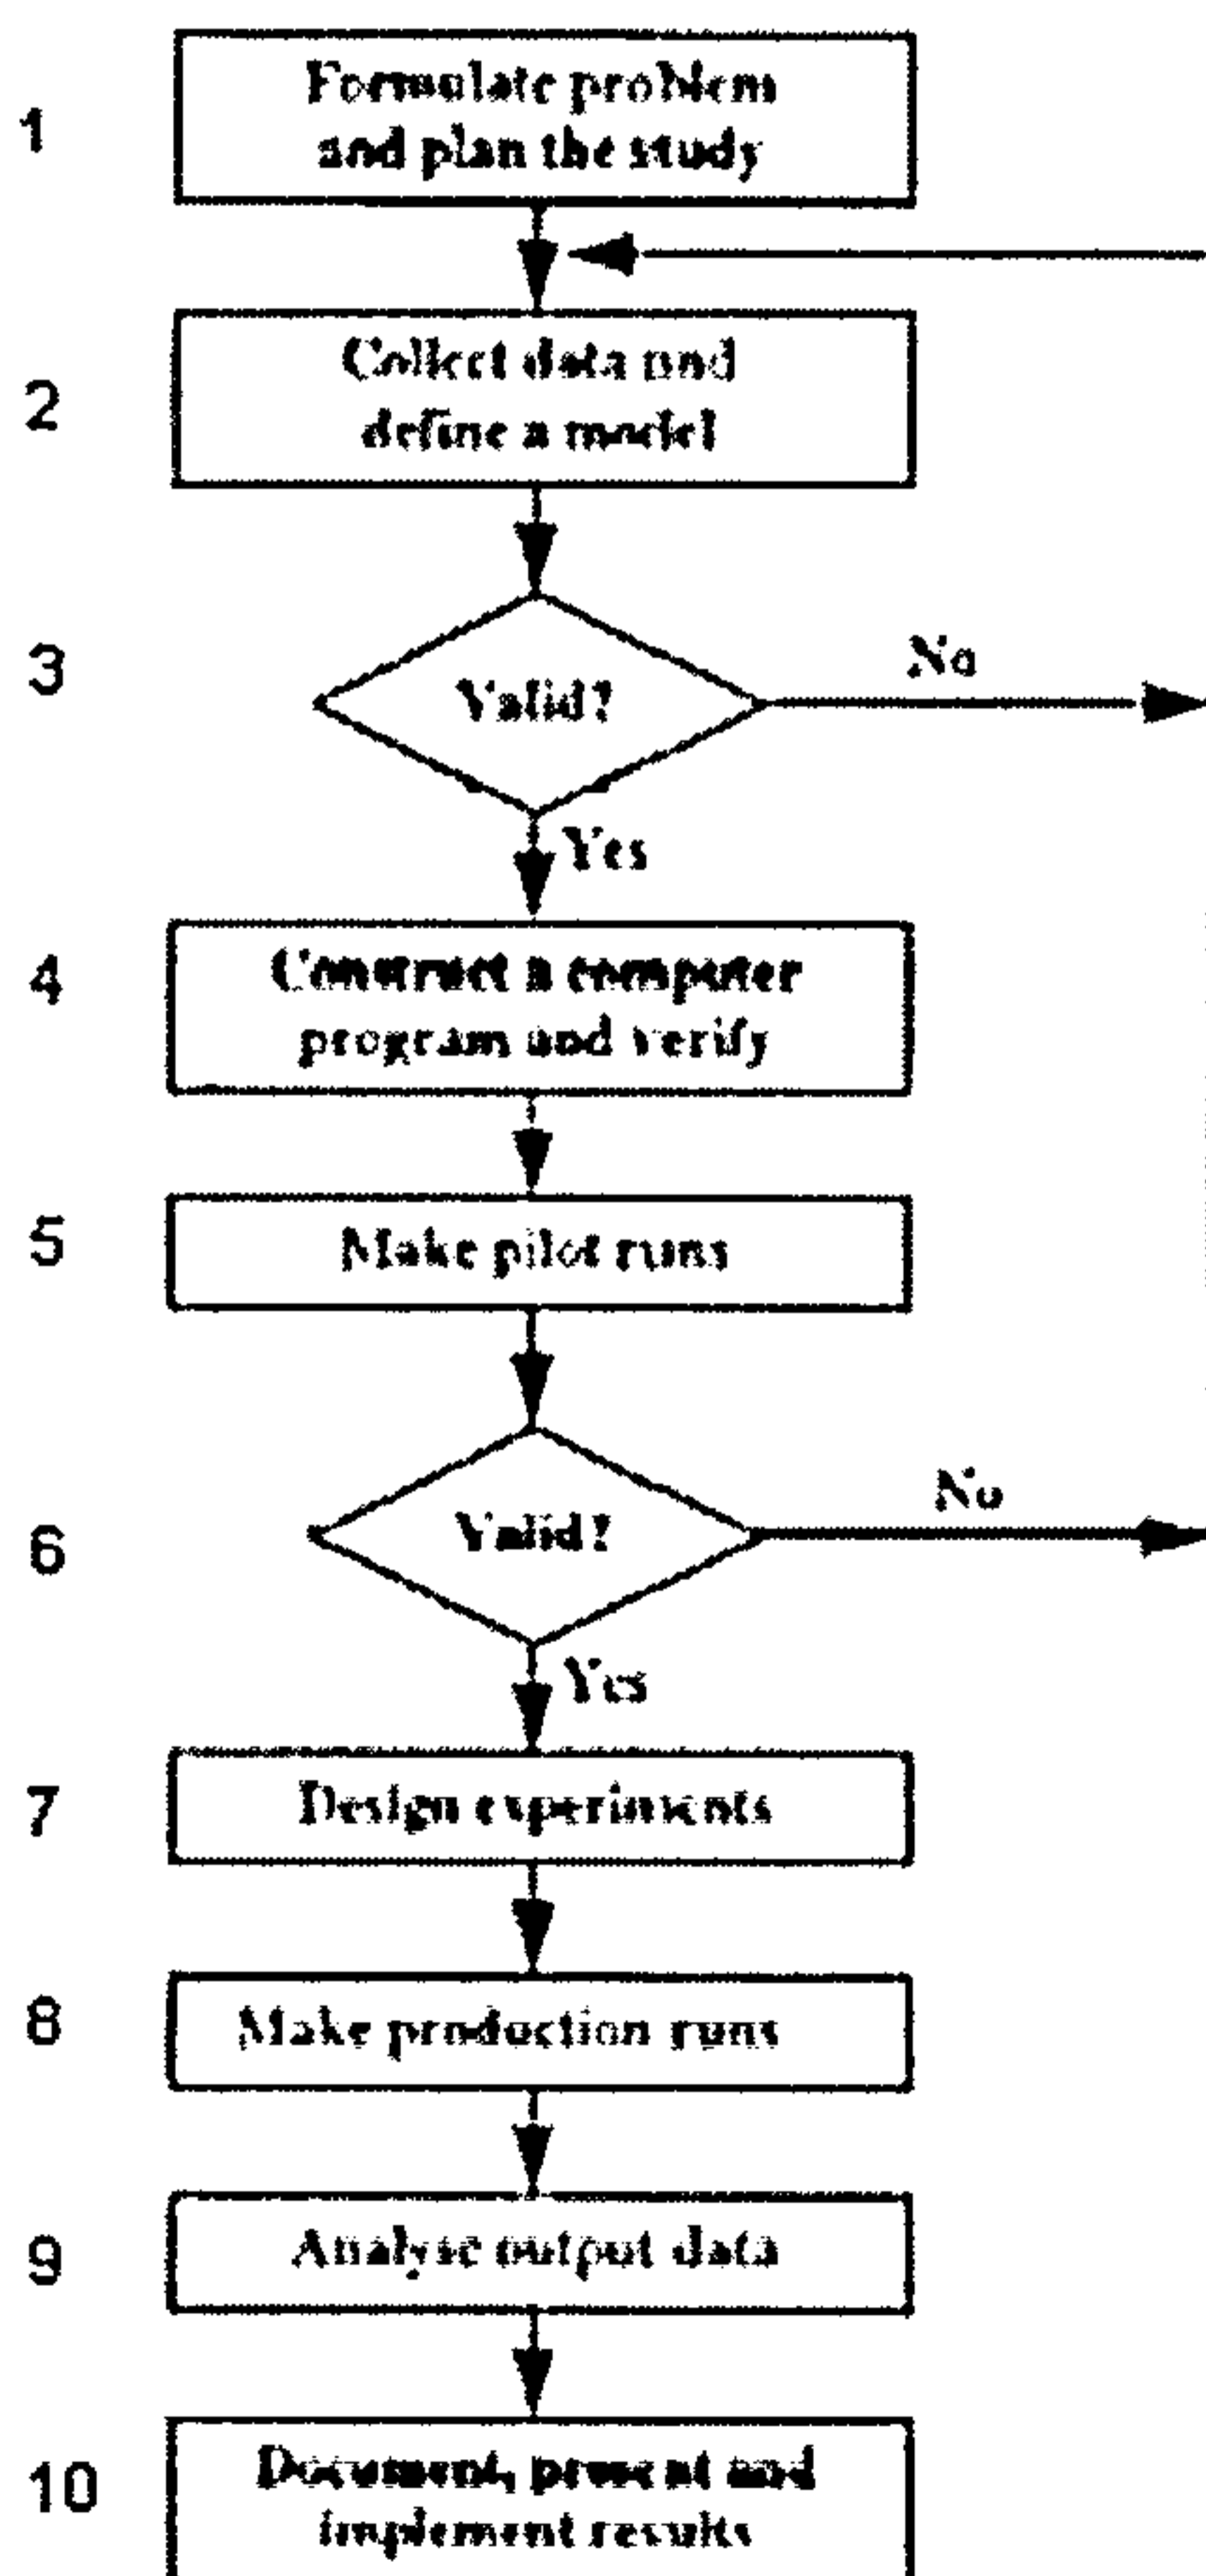 1
Formulate problem
and plan the study
2
Collect data and
define a model
3
Valid?
No
Yes
4
Construct a computer
program and verify
5
Make pilot runs
6
Valid?
No
Yes
7
Design experiments
8
Make production runs
9
Analyse output data
10
Document, present and
implement results